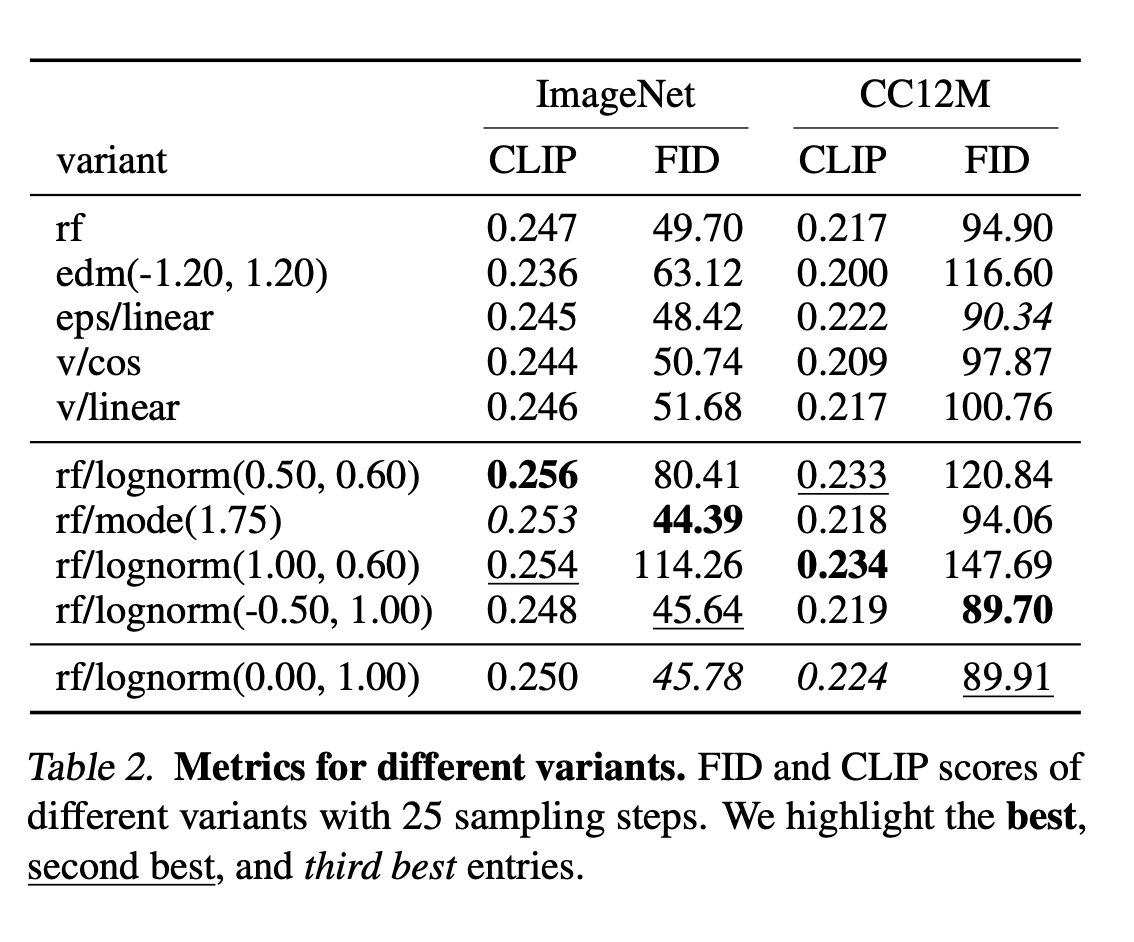 ImageNet CC12M
variant CLIP FID CLIP FID
rf 0.247 49.70 0.217 94.90
edm(-1.20, 1.20) 0.236 63.12 0.200 116.60
eps/linear 0.245 48.42 0.222 90.34
v/cos 0.244 50.74 0.209 97.87
v/linear 0.246 51.68 0.217 100.76
rf/lognorm(0.50, 0.60) 0.256 80.41 0.233 120.84
rf/mode(1.75) 0.253 44.39 0.218 94.06
rf/lognorm(1.00, 0.60) 0.254 114.26 0.234 147.69
rf/lognorm(-0.50, 1.00) 0.248 45.64 0.219 89.70
rf/lognorm(0.00, 1.00) 0.250 45.78 0.224 89.91
Table 2. Metrics for different variants. FID and CLIP scores of
different variants with 25 sampling steps. We highlight the best,
second best, and third best entries.